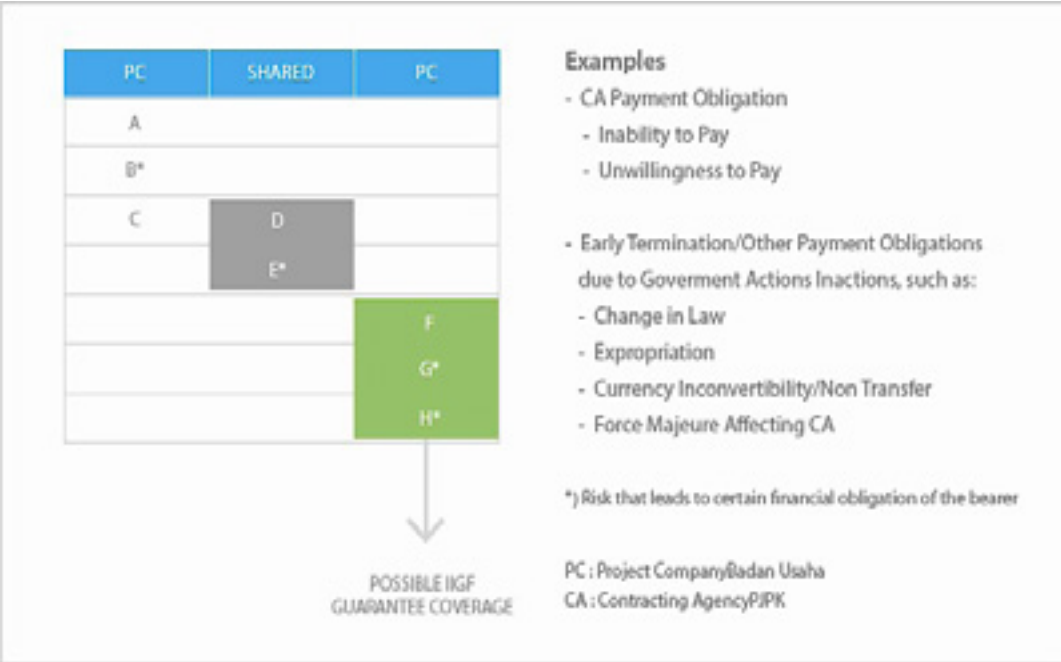 PC SHARED PC
A
B*
C D
E*
F
G*
H*
POSSIBLE IIGF
GUARANTEE COVERAGE
Examples
- CA Payment Obligation
- Inability to Pay
- Unwillingness to Pay
- Early Termination/Other Payment Obligations
due to Goverment Actions Inactions, such as:
- Change in Law
- Expropriation
- Currency Inconvertibility/Non Transfer
- Force Majeure Affecting CA
*) Risk that leads to certain financial obligation of the bearer
PC : Project CompanyBadan Usaha
CA : Contracting AgencyPJPK